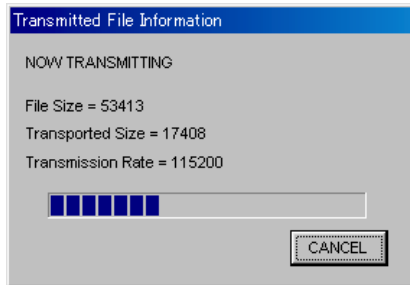 Transmitted File Information
NOW TRANSMITTING
File Size = 53413
Transported Size = 17408
Transmission Rate = 115200
CANCEL